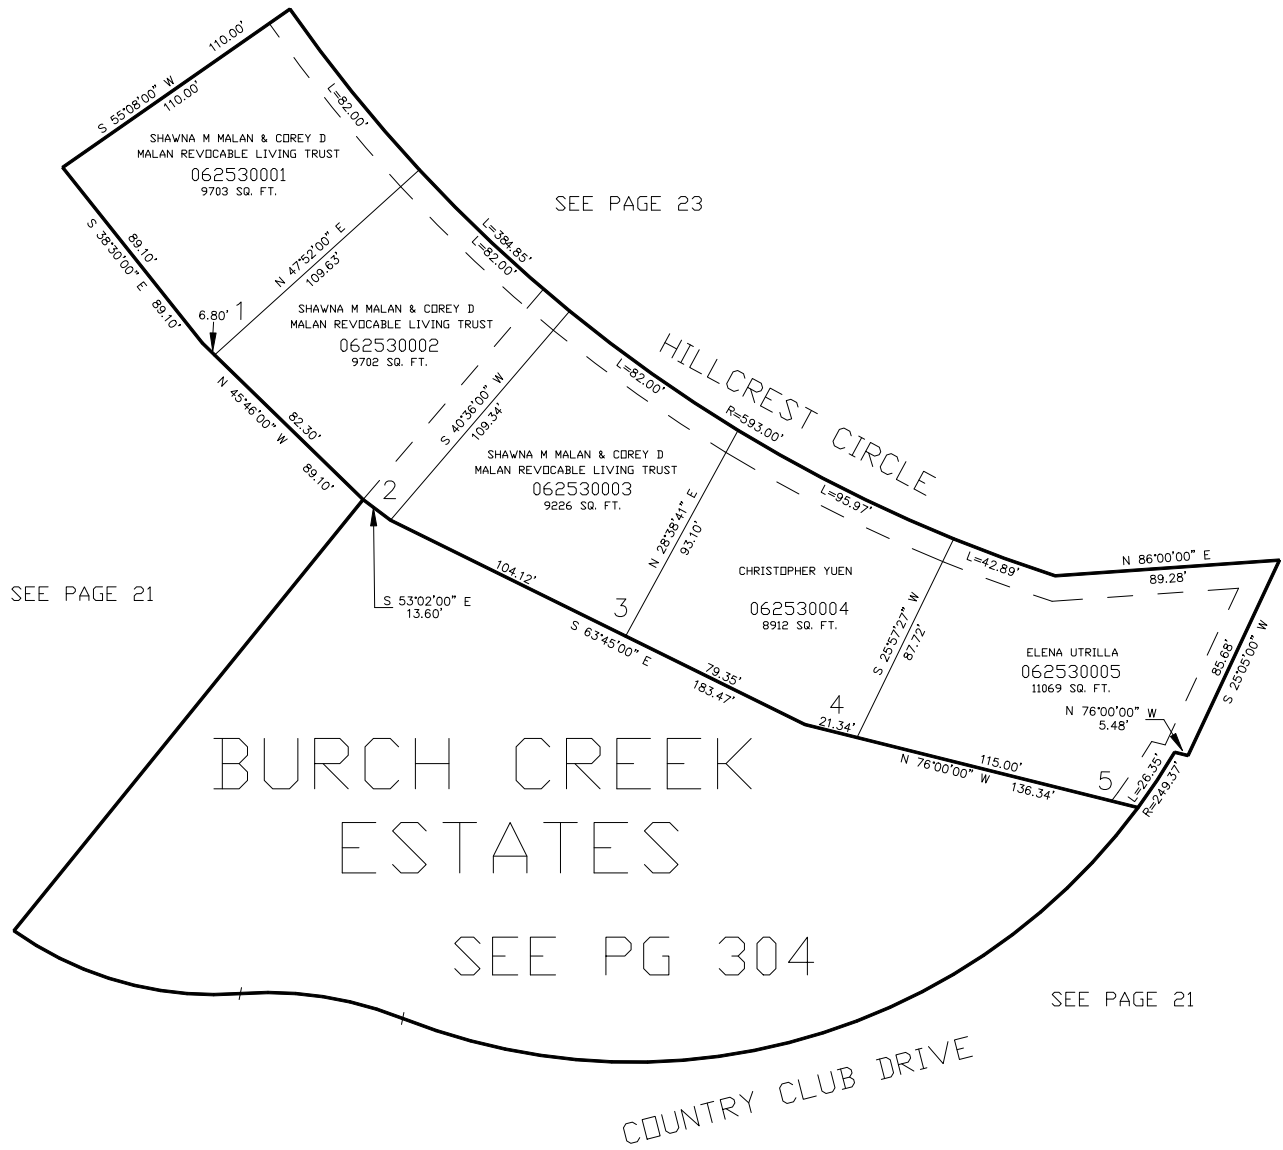 110.00'
S 55°08'00" W
110.00'
L=82.00'
SHAWNA M MALAN & COREY D
MALAN REVOCABLE LIVING TRUST
062530001
9703 SQ. FT.
SEE PAGE 23
89.10'
S 38°30'00" E
89.10'
N 47°52'00" E
109.63'
L=384.85'
L=82.00'
6.80'
1
SHAWNA M MALAN & COREY D
MALAN REVOCABLE LIVING TRUST
062530002
9702 SQ. FT.
N 45°46'00" W
82.30'
89.10'
S 40°36'00" W
109.34'
L=82.00'
HILLCREST CIRCLE
R=593.00'
SHAWNA M MALAN & COREY D
MALAN REVOCABLE LIVING TRUST
062530003
9226 SQ. FT.
2
N 28°38'41" E
93.10'
L=95.97'
L=42.89'
N 86°00'00" E
89.28'
SEE PAGE 21
S 53°02'00" E
13.60'
104.12'
3
S 63°45'00" E
CHRISTOPHER YUEN
062530004
8912 SQ. FT.
S 25°57'27" W
87.72'
ELENA UTRILLA
062530005
11069 SQ. FT.
85.68'
S 25°05'00" W
N 76°00'00" W
5.48'
79.35'
183.47'
4
21.34'
N 76°00'00" W
115.00'
136.34'
5
L=26.35'
R=249.37'
BURCH CREEK
ESTATES
SEE PG 304
SEE PAGE 21
COUNTRY CLUB DRIVE